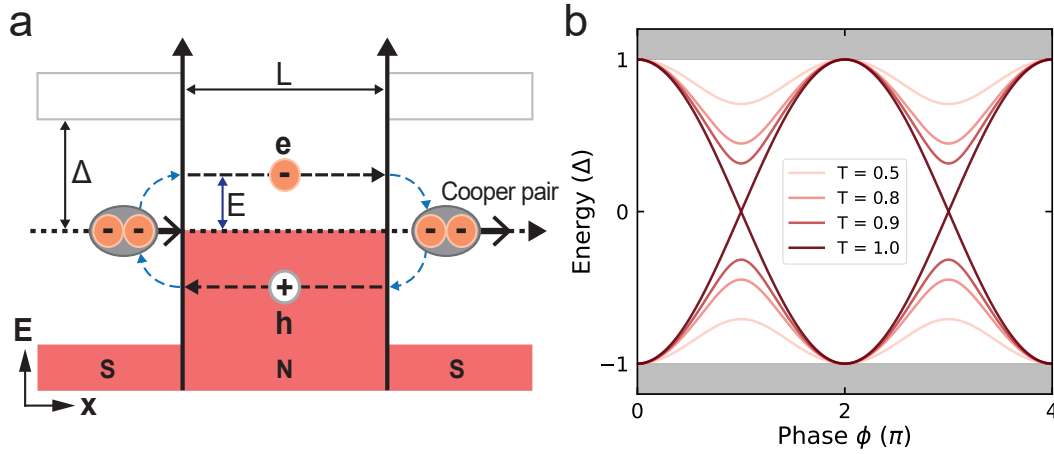 a
L
e
-
Δ
E
Cooper pair
- -
- -
+
h
E
S
N
S
x
b
Energy (Δ)
1
0
−1
T = 0.5
T = 0.8
T = 0.9
T = 1.0
0
2
4
Phase ϕ (π)